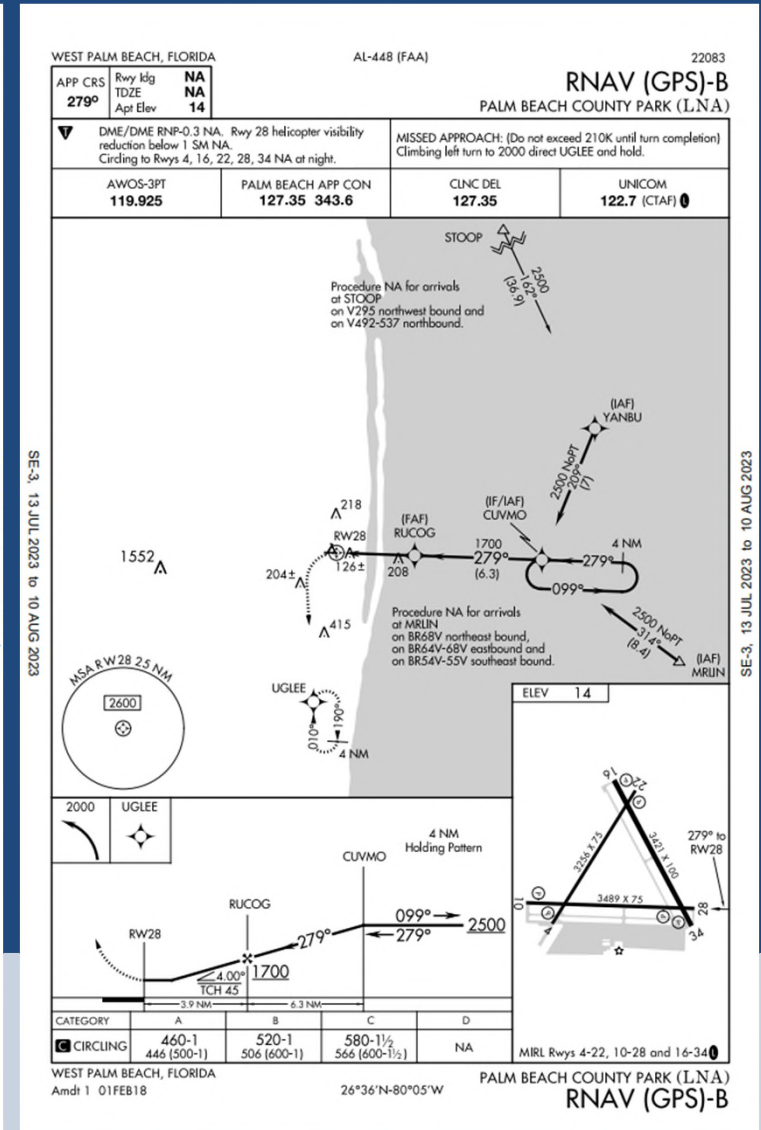 WEST PALM BEACH, FLORIDA
AL-448 (FAA)
22083
APP CRS
279°
Rwy ldg NA
TDZE NA
Apt Elev 14
RNAV (GPS)-B
PALM BEACH COUNTY PARK (LNA)
T
DME/DME RNP-0.3 NA. Rwy 28 helicopter visibility
reduction below 1 SM NA.
Circling to Rwys 4, 16, 22, 28, 34 NA at night.
MISSED APPROACH: (Do not exceed 210K until turn completion)
Climbing left turn to 2000 direct UGLEE and hold.
AWOS-3PT
119.925
PALM BEACH APP CON
127.35 343.6
CLNC DEL
127.35
UNICOM
122.7 (CTAF) L
STOOP
2500
162°
(36.9)
Procedure NA for arrivals
at STOOP
on V295 northwest bound and
on V492-537 northbound.
(IAF)
YANBU
2500 NoPT
209°
(7)
(IF/IAF)
CUVMO
(FAF)
RUCOG
218
RW28
1552
204±
126±
208
1700
279°
(6.3)
4 NM
279°
099°
415
Procedure NA for arrivals
at MRLIN
on BR68V northeast bound,
on BR64V-68V eastbound and
on BR54V-55V southeast bound.
2500 NoPT
314°
(8.4)
(IAF)
MRLIN
MSA RW28 25 NM
2600
UGLEE
010°
190°
4 NM
ELEV 14
16
22
3256 X 75
3421 X 100
279° to
RW28
3489 X 75
10
28
4
34
P
P
P
P
P
P
MIRL Rwys 4-22, 10-28 and 16-34 L
2000
UGLEE
4 NM
Holding Pattern
CUVMO
RUCOG
RW28
099°
279°
2500
279°
1700
4.00°
TCH 45
3.9 NM
6.3 NM
CATEGORY A B C D
C CIRCLING
460-1
446 (500-1)
520-1
506 (600-1)
580-1½
566 (600-1½)
NA
WEST PALM BEACH, FLORIDA
Amdt 1 01FEB18
26°36'N-80°05'W
PALM BEACH COUNTY PARK (LNA)
RNAV (GPS)-B
SE-3, 13 JUL 2023 to 10 AUG 2023
SE-3, 13 JUL 2023 to 10 AUG 2023